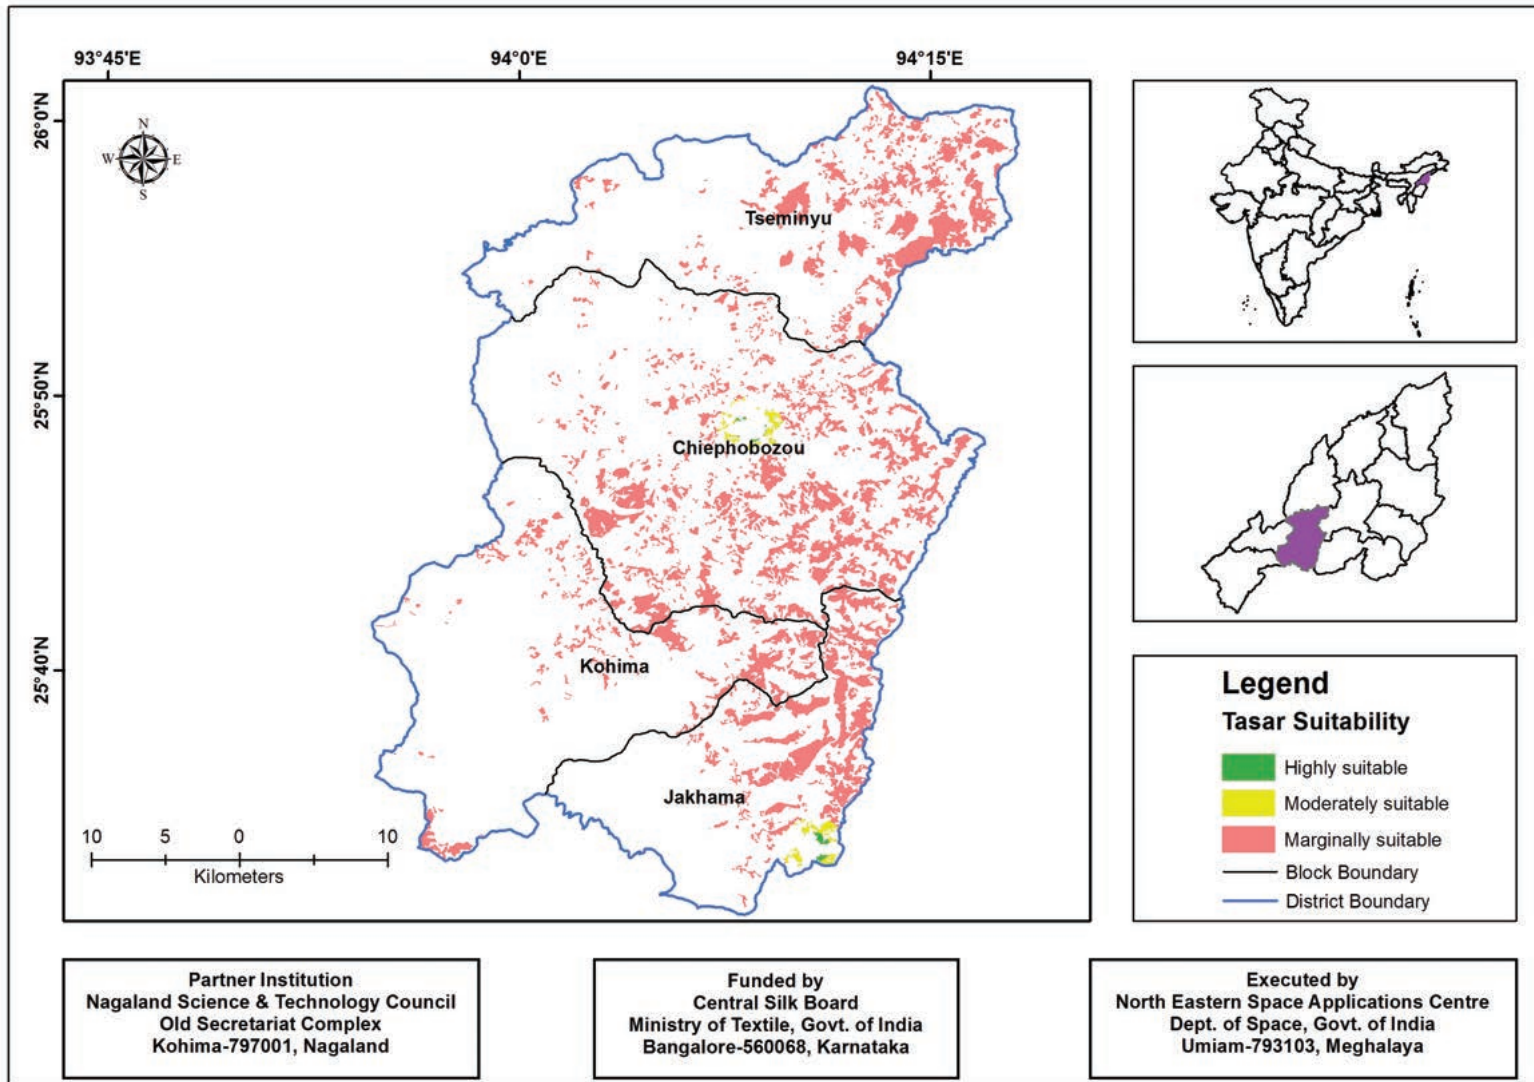 93°45'E
94°0'E
94°15'E
26°0'N
25°50'N
25°40'N
N
W
E
S
Tseminyu
Chiephobozou
Kohima
Jakhama
10 5 0 10
Kilometers
Legend
Tasar Suitability
Highly suitable
Moderately suitable
Marginally suitable
Block Boundary
District Boundary
Partner Institution
Nagaland Science & Technology Council
Old Secretariat Complex
Kohima-797001, Nagaland
Funded by
Central Silk Board
Ministry of Textile, Govt. of India
Bangalore-560068, Karnataka
Executed by
North Eastern Space Applications Centre
Dept. of Space, Govt. of India
Umiam-793103, Meghalaya